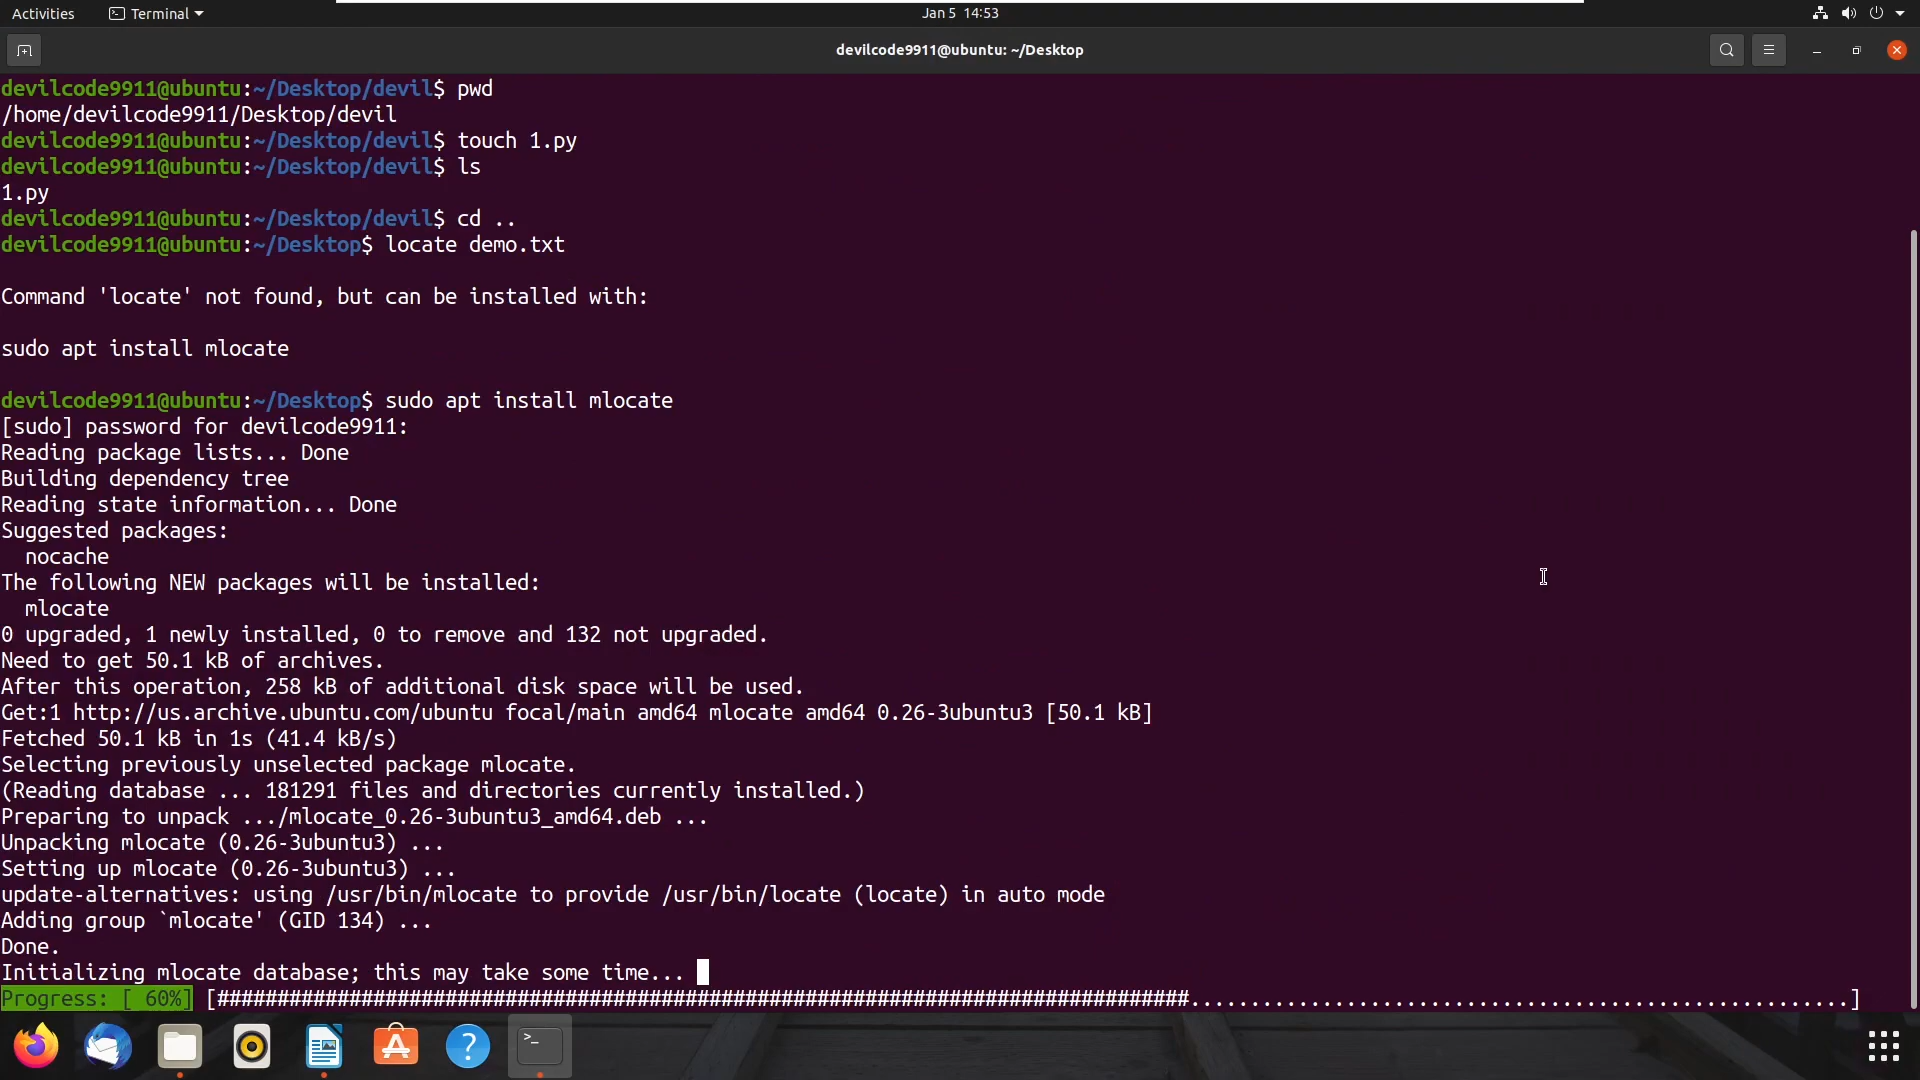 Activities
Terminal
Jan 5 14:53
devilcode9911@ubuntu: ~/Desktop
devilcode9911@ubuntu:~/Desktop/devil$ pwd
/home/devilcode9911/Desktop/devil
devilcode9911@ubuntu:~/Desktop/devil$ touch 1.py
devilcode9911@ubuntu:~/Desktop/devil$ ls
1.py
devilcode9911@ubuntu:~/Desktop/devil$ cd ..
devilcode9911@ubuntu:~/Desktop$ locate demo.txt
Command 'locate' not found, but can be installed with:
sudo apt install mlocate
devilcode9911@ubuntu:~/Desktop$ sudo apt install mlocate
[sudo] password for devilcode9911:
Reading package lists... Done
Building dependency tree
Reading state information... Done
Suggested packages:
  nocache
The following NEW packages will be installed:
  mlocate
0 upgraded, 1 newly installed, 0 to remove and 132 not upgraded.
Need to get 50.1 kB of archives.
After this operation, 258 kB of additional disk space will be used.
Get:1 http://us.archive.ubuntu.com/ubuntu focal/main amd64 mlocate amd64 0.26-3ubuntu3 [50.1 kB]
Fetched 50.1 kB in 1s (41.4 kB/s)
Selecting previously unselected package mlocate.
(Reading database ... 181291 files and directories currently installed.)
Preparing to unpack .../mlocate_0.26-3ubuntu3_amd64.deb ...
Unpacking mlocate (0.26-3ubuntu3) ...
Setting up mlocate (0.26-3ubuntu3) ...
update-alternatives: using /usr/bin/mlocate to provide /usr/bin/locate (locate) in auto mode
Adding group `mlocate' (GID 134) ...
Done.
Initializing mlocate database; this may take some time...
Progress: [ 60%] [#################################################################################.......................................................]